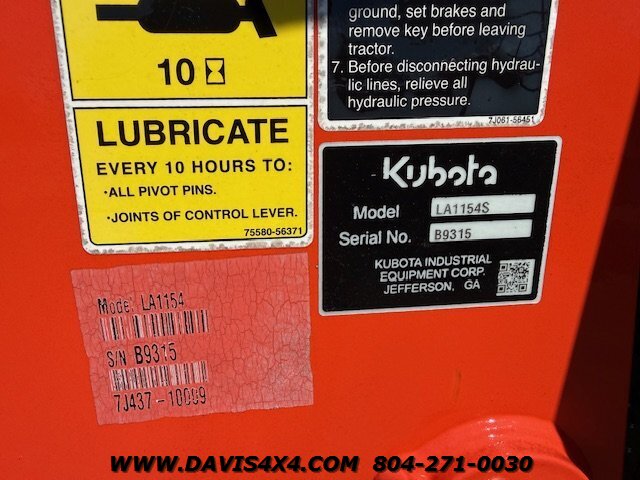 10
LUBRICATE
EVERY 10 HOURS TO:
•ALL PIVOT PINS.
•JOINTS OF CONTROL LEVER.
75580-56371
ground, set brakes and
remove key before leaving
tractor.
7. Before disconnecting hydrau-
lic lines, relieve all
hydraulic pressure.
7J061-56451
Kubota
Model LA1154S
Serial No. B9315
KUBOTA INDUSTRIAL
EQUIPMENT CORP.
JEFFERSON, GA
Model LA1154
S/N B9315
7J437-10009
WWW.DAVIS4X4.COM 804-271-0030